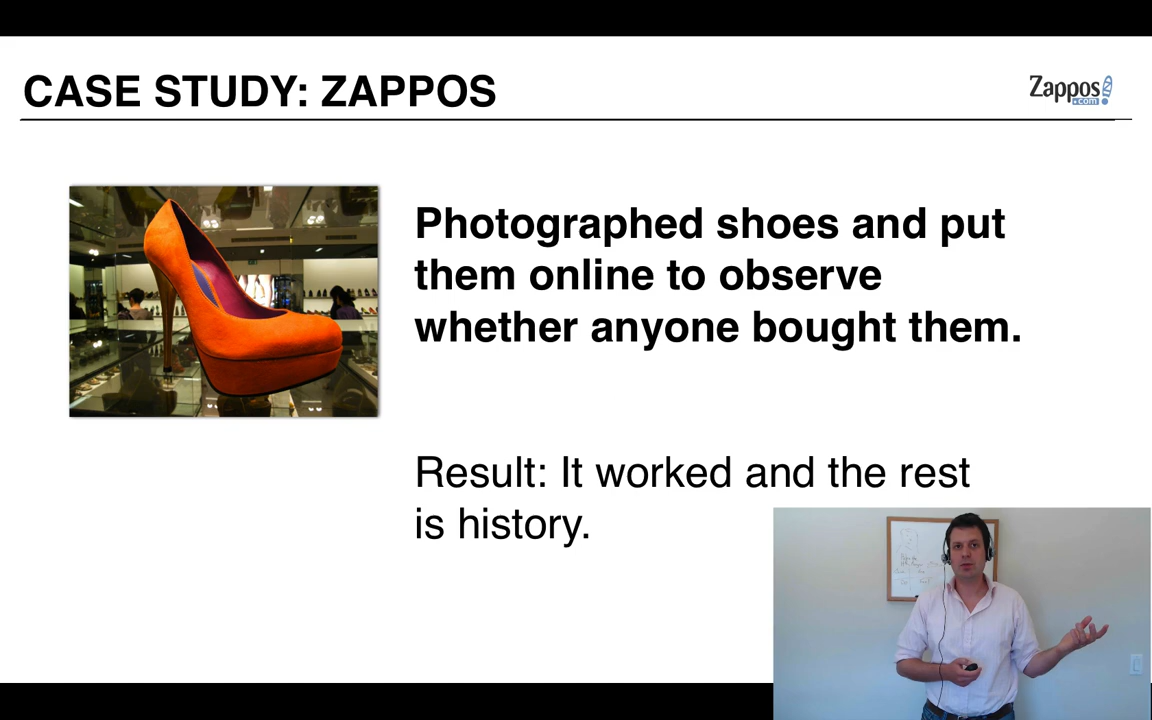 CASE STUDY: ZAPPOS
Zappos
.com
Photographed shoes and put
them online to observe
whether anyone bought them.
Result: It worked and the rest
is history.